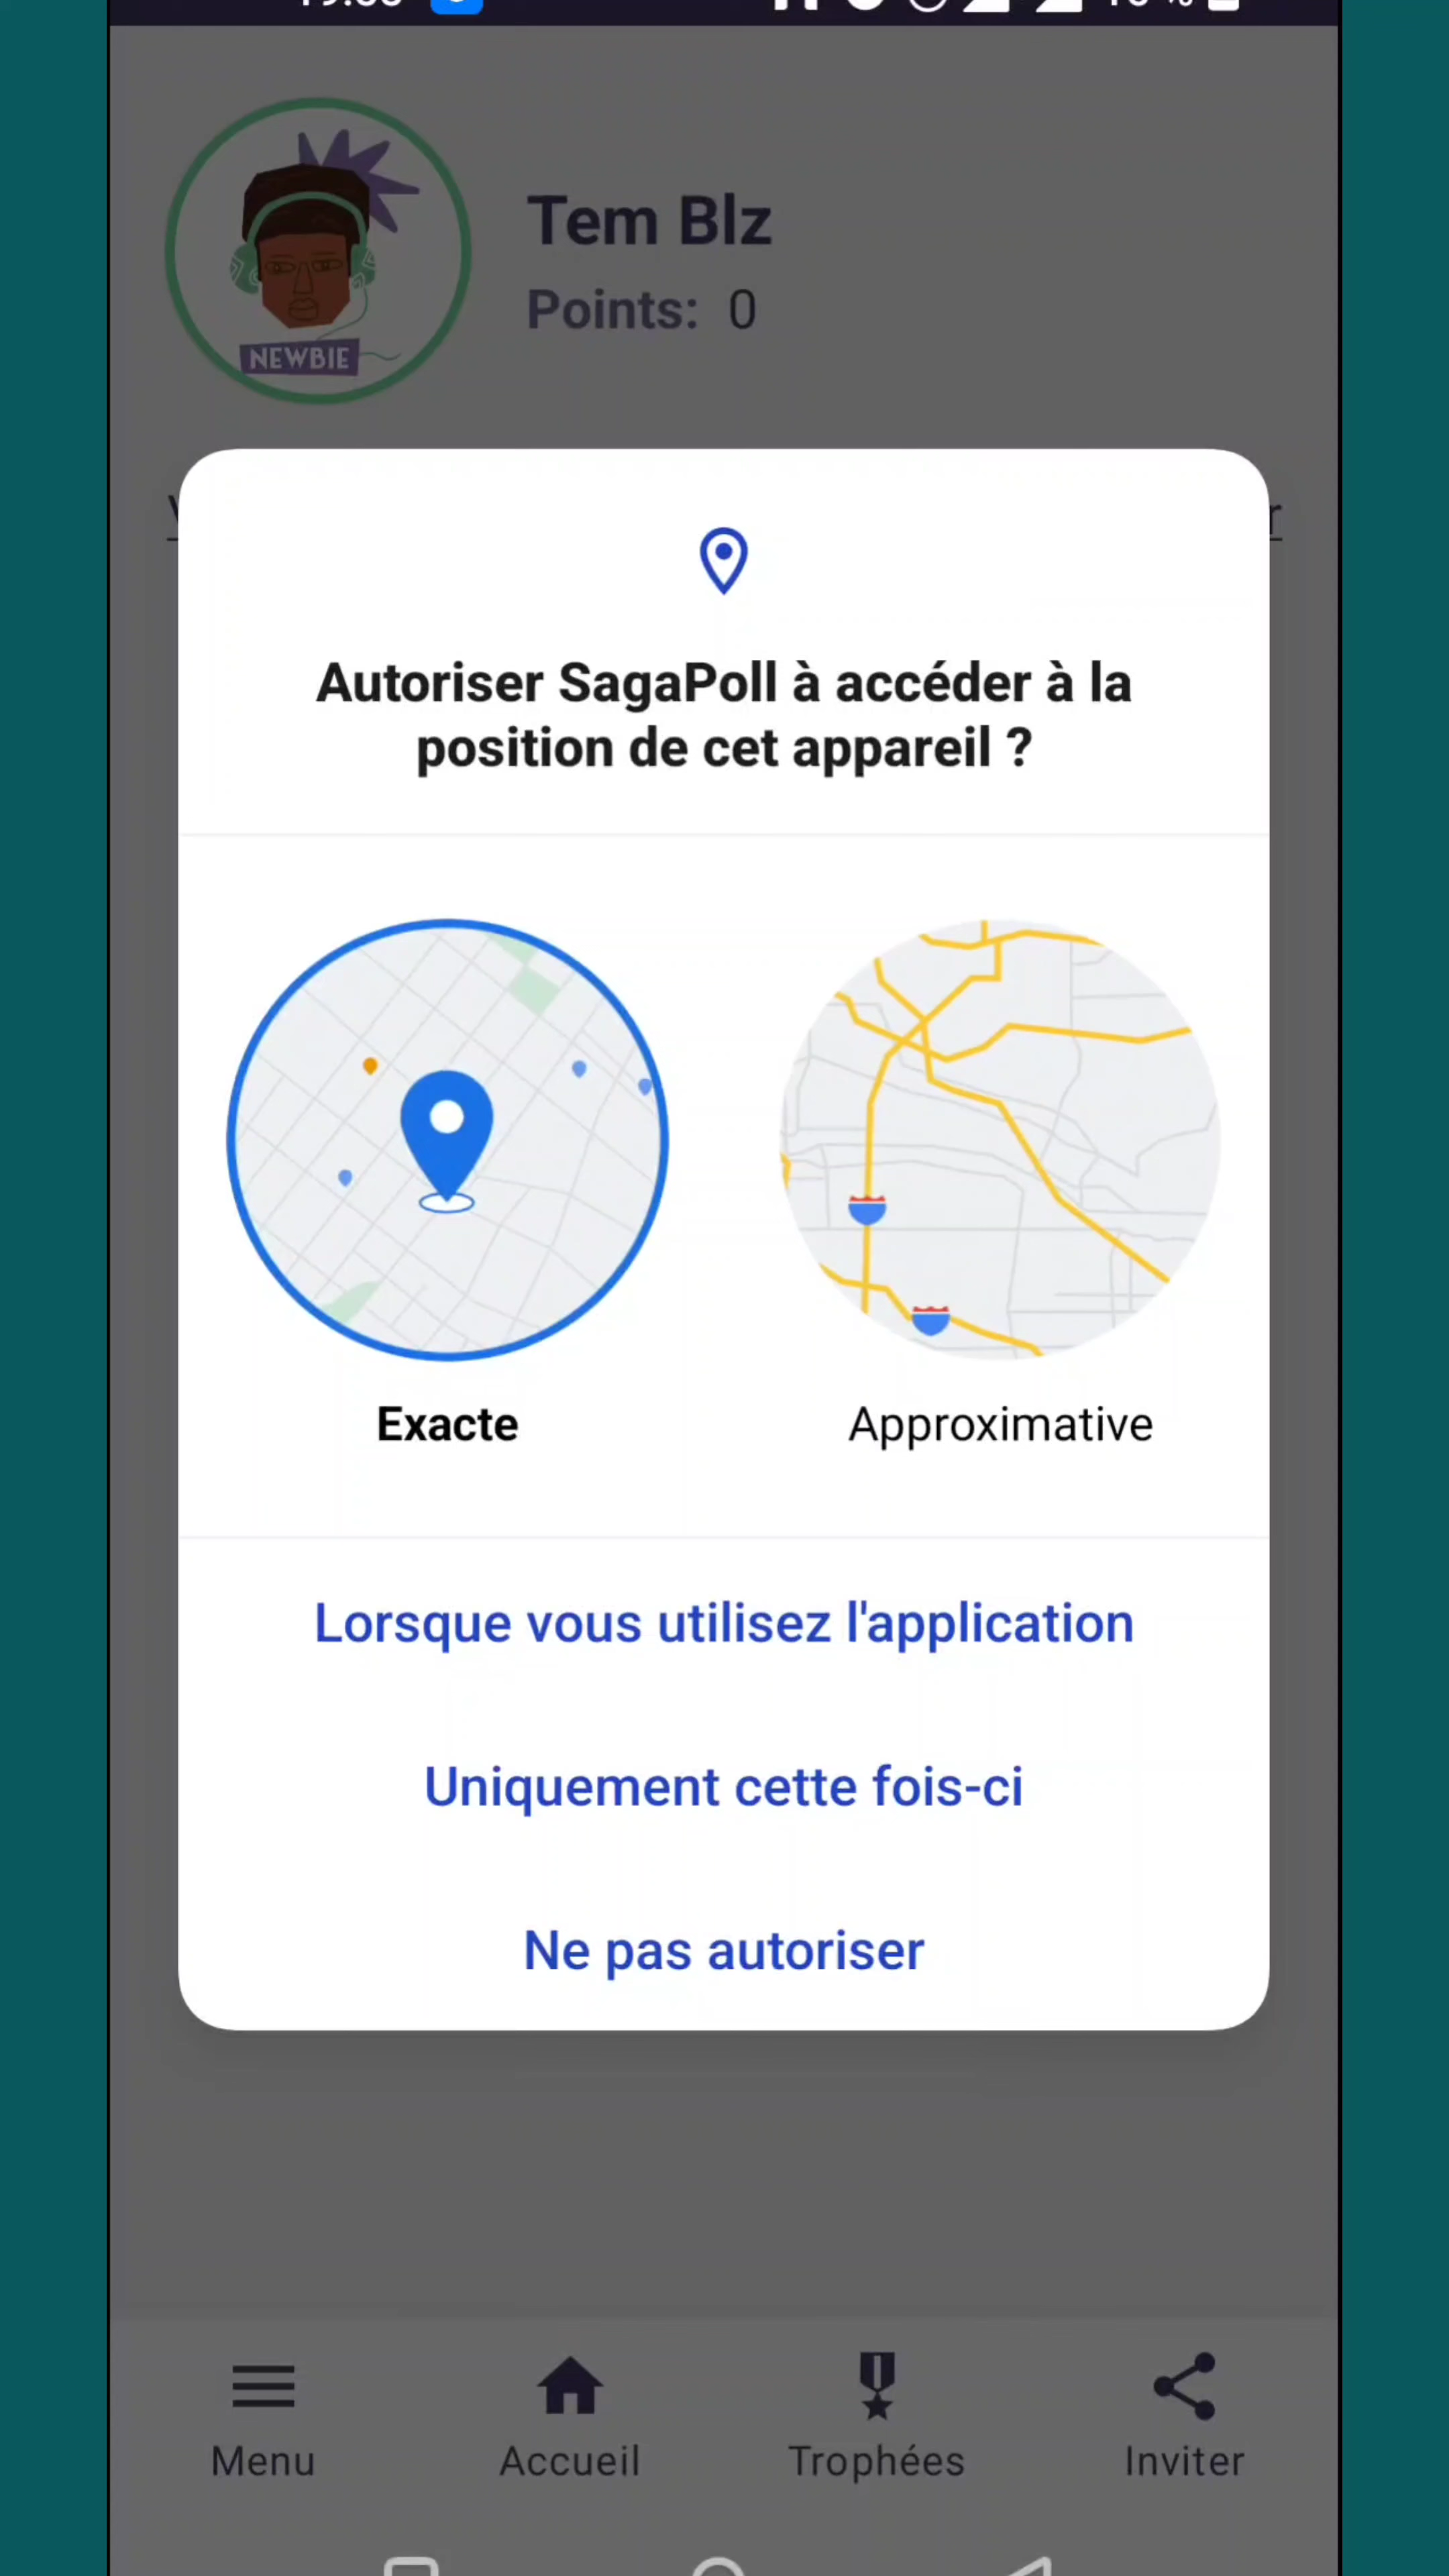 Tem Blz
Points: 0
NEWBIE
Autoriser SagaPoll à accéder à la
position de cet appareil ?
Exacte
Approximative
Lorsque vous utilisez l'application
Uniquement cette fois-ci
Ne pas autoriser
Menu
Accueil
Trophées
Inviter